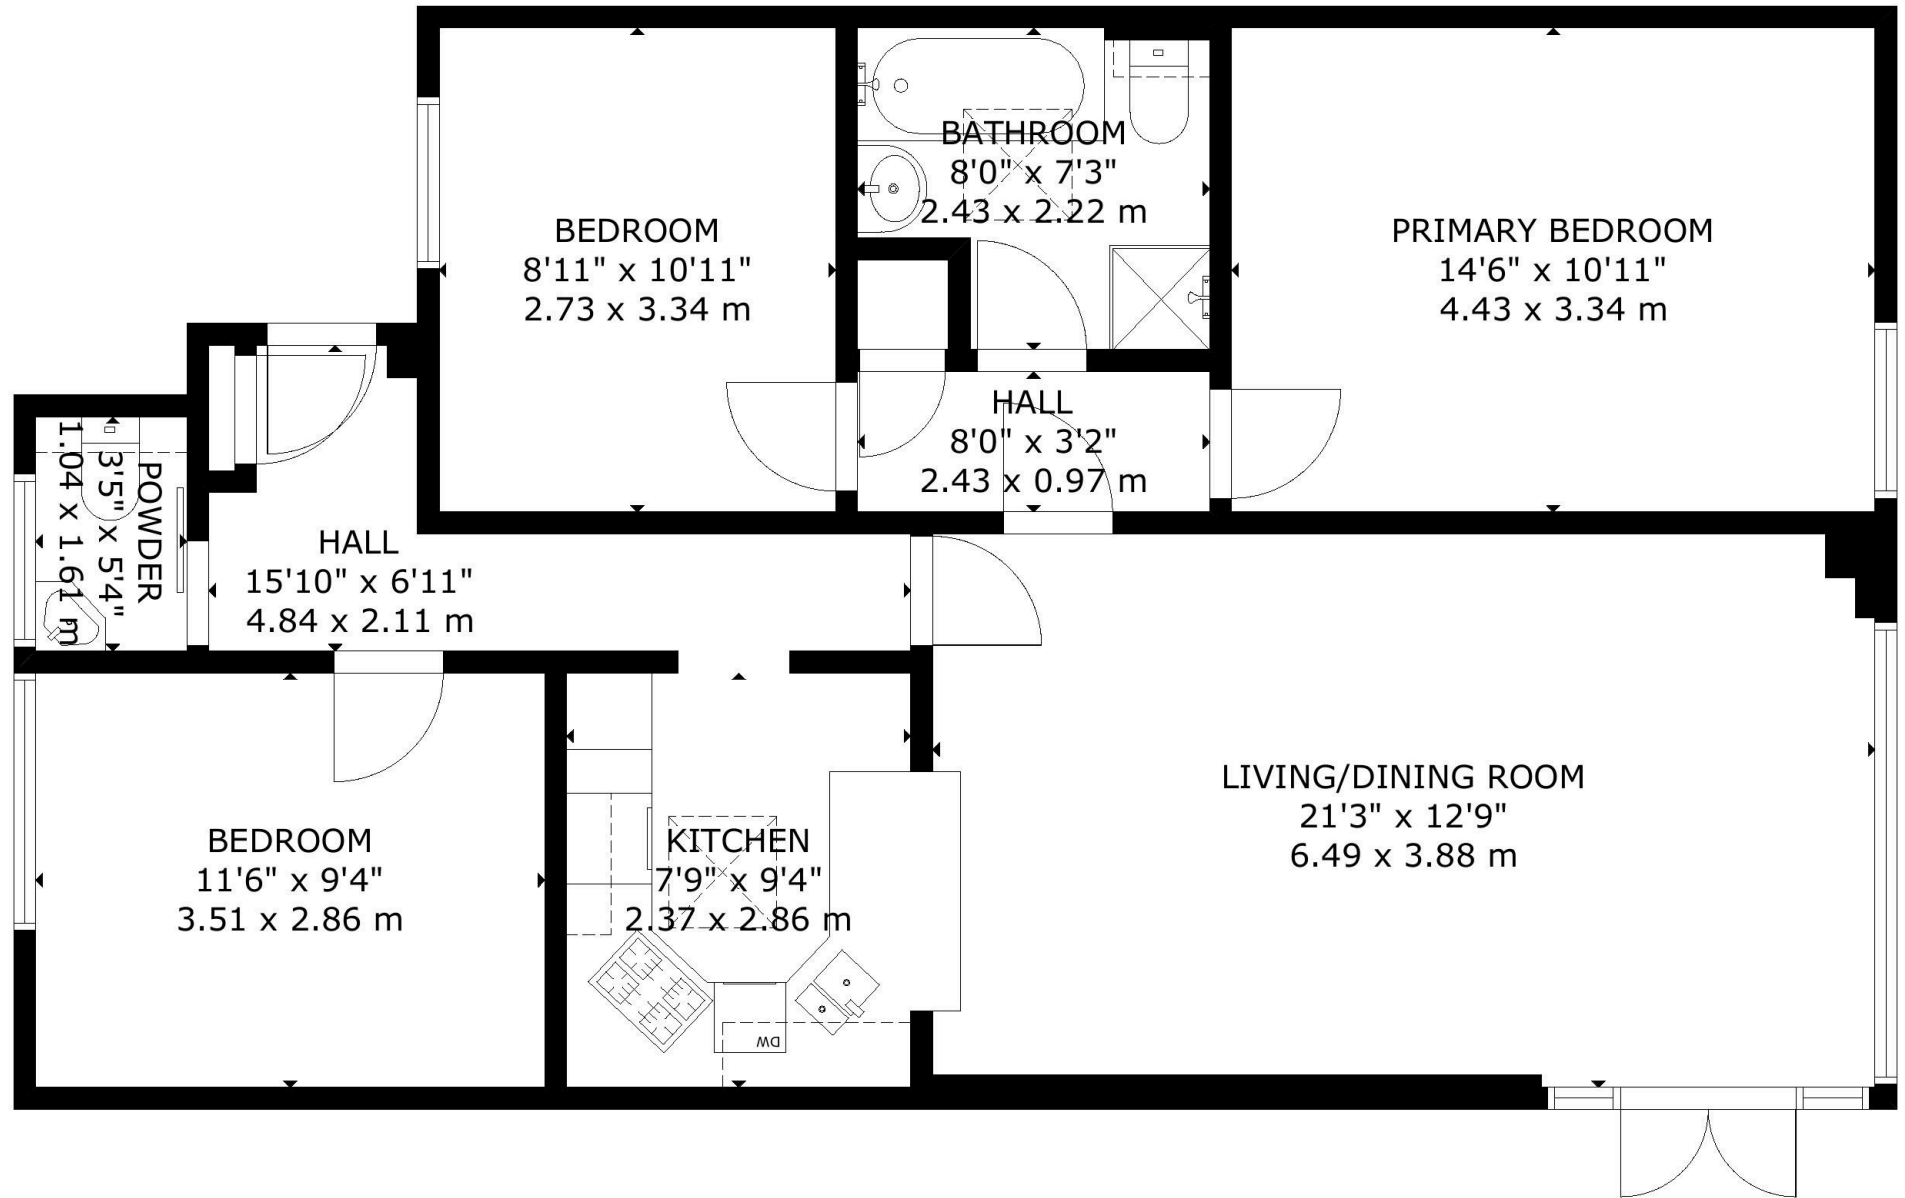 BATHROOM
8'0" x 7'3"
2.43 x 2.22 m
BEDROOM
8'11" x 10'11"
2.73 x 3.34 m
PRIMARY BEDROOM
14'6" x 10'11"
4.43 x 3.34 m
HALL
8'0" x 3'2"
2.43 x 0.97 m
POWDER
3'5" x 5'4"
1.04 x 1.61 m
HALL
15'10" x 6'11"
4.84 x 2.11 m
LIVING/DINING ROOM
21'3" x 12'9"
6.49 x 3.88 m
BEDROOM
11'6" x 9'4"
3.51 x 2.86 m
KITCHEN
7'9" x 9'4"
2.37 x 2.86 m
DW